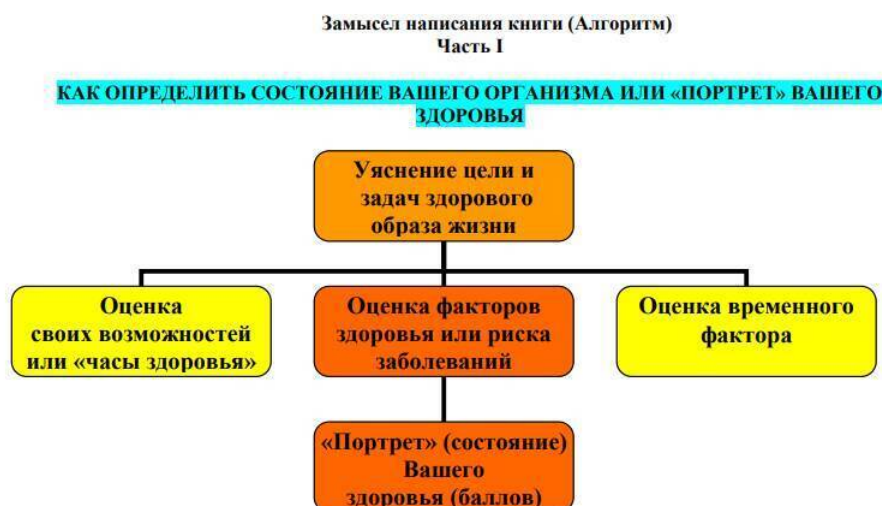 Замысел написания книги (Алгоритм)
Часть I
КАК ОПРЕДЕЛИТЬ СОСТОЯНИЕ ВАШЕГО ОРГАНИЗМА ИЛИ «ПОРТРЕТ» ВАШЕГО
ЗДОРОВЬЯ
Уяснение цели и
задач здорового
образа жизни
Оценка
своих возможностей
или «часы здоровья»
Оценка факторов
здоровья или риска
заболеваний
Оценка временного
фактора
«Портрет» (состояние)
Вашего
здоровья (баллов)